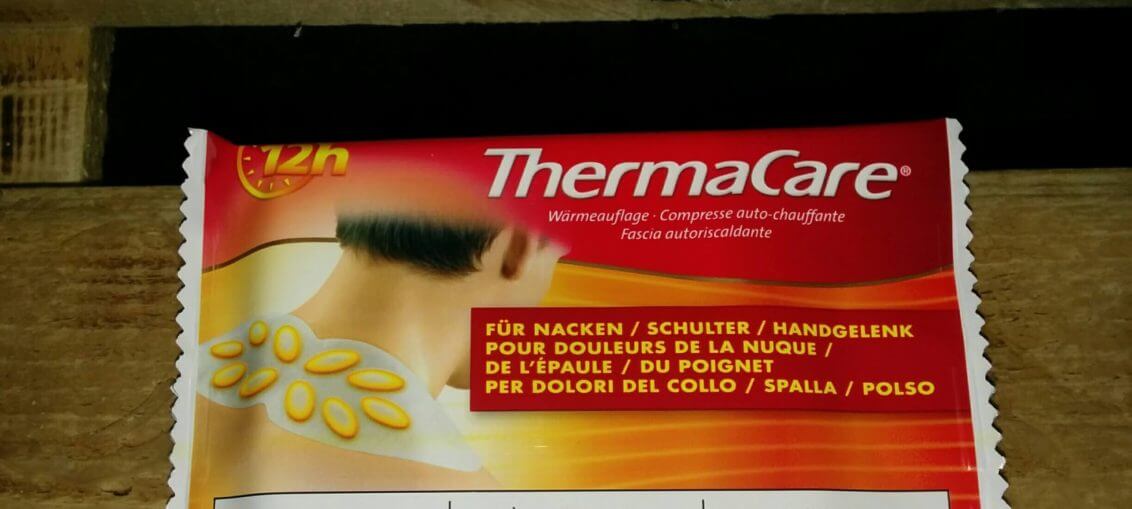 12h
ThermaCare®
Wärmeauflage · Compresse auto-chauffante
Fascia autoriscaldante
FÜR NACKEN / SCHULTER / HANDGELENK
POUR DOULEURS DE LA NUQUE /
DE L'ÉPAULE / DU POIGNET
PER DOLORI DEL COLLO / SPALLA / POLSO